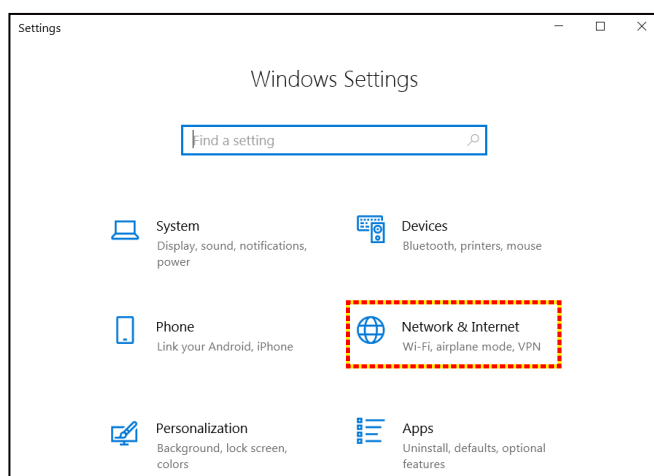 Settings
Windows Settings
Find a setting
System
Display, sound, notifications,
power
Devices
Bluetooth, printers, mouse
Phone
Link your Android, iPhone
Network & Internet
Wi-Fi, airplane mode, VPN
Personalization
Background, lock screen,
colors
Apps
Uninstall, defaults, optional
features